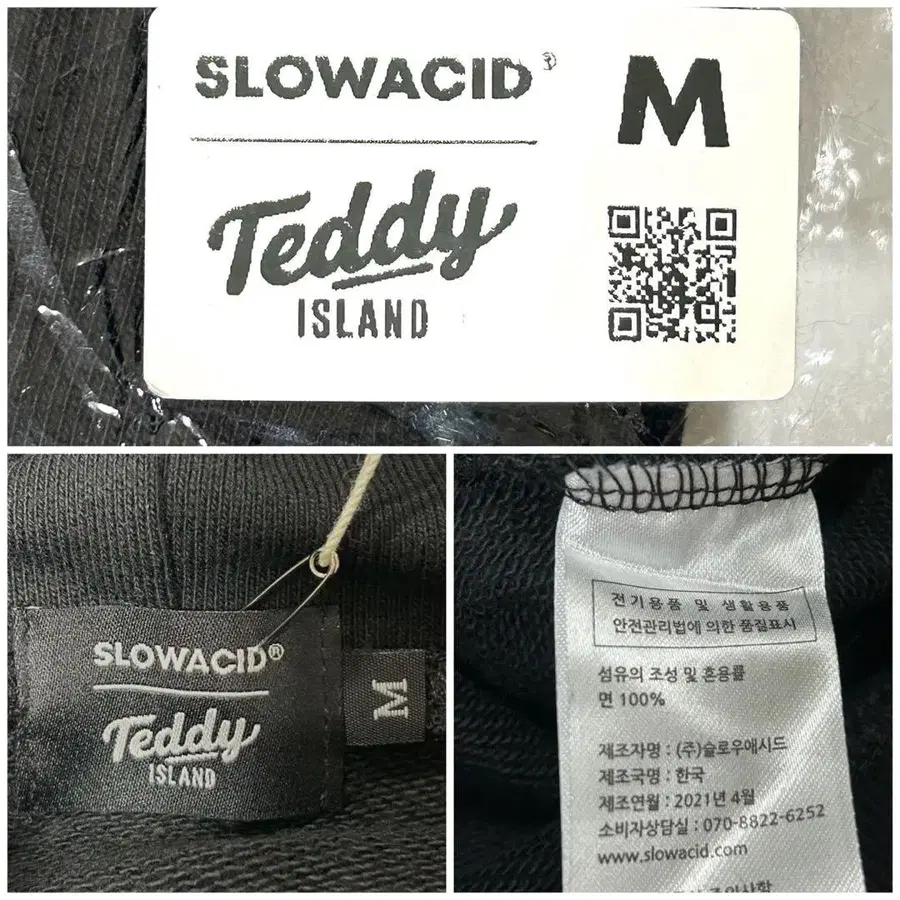 SLOWACID®
M
Teddy
ISLAND
SLOWACID®
Teddy
ISLAND
M
전기용품 및 생활용품
안전관리법에 의한 품질표시
섬유의 조성 및 혼용률
면 100%
제조자명 : (주)슬로우애시드
제조국명 : 한국
제조연월 : 2021년 4월
소비자상담실 : 070-8822-6252
www.slowacid.com